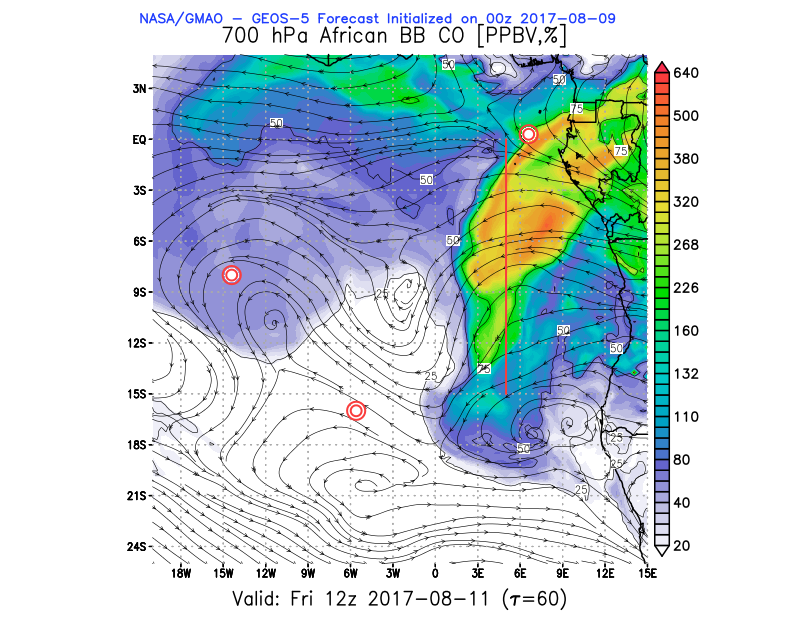 NASA/GMAO - GEOS-5 Forecast Initialized on 00z 2017-08-09
700 hPa African BB CO [PPBV,%]
3N
EQ
3S
6S
9S
12S
15S
18S
21S
24S
18W 15W 12W 9W 6W 3W 0 3E 6E 9E 12E 15E
50
50
75
50
75
50
50
25
50
50
75
25
25
50
25
25
640
500
380
320
268
226
160
132
110
80
40
20
Valid: Fri 12z 2017-08-11 (τ=60)